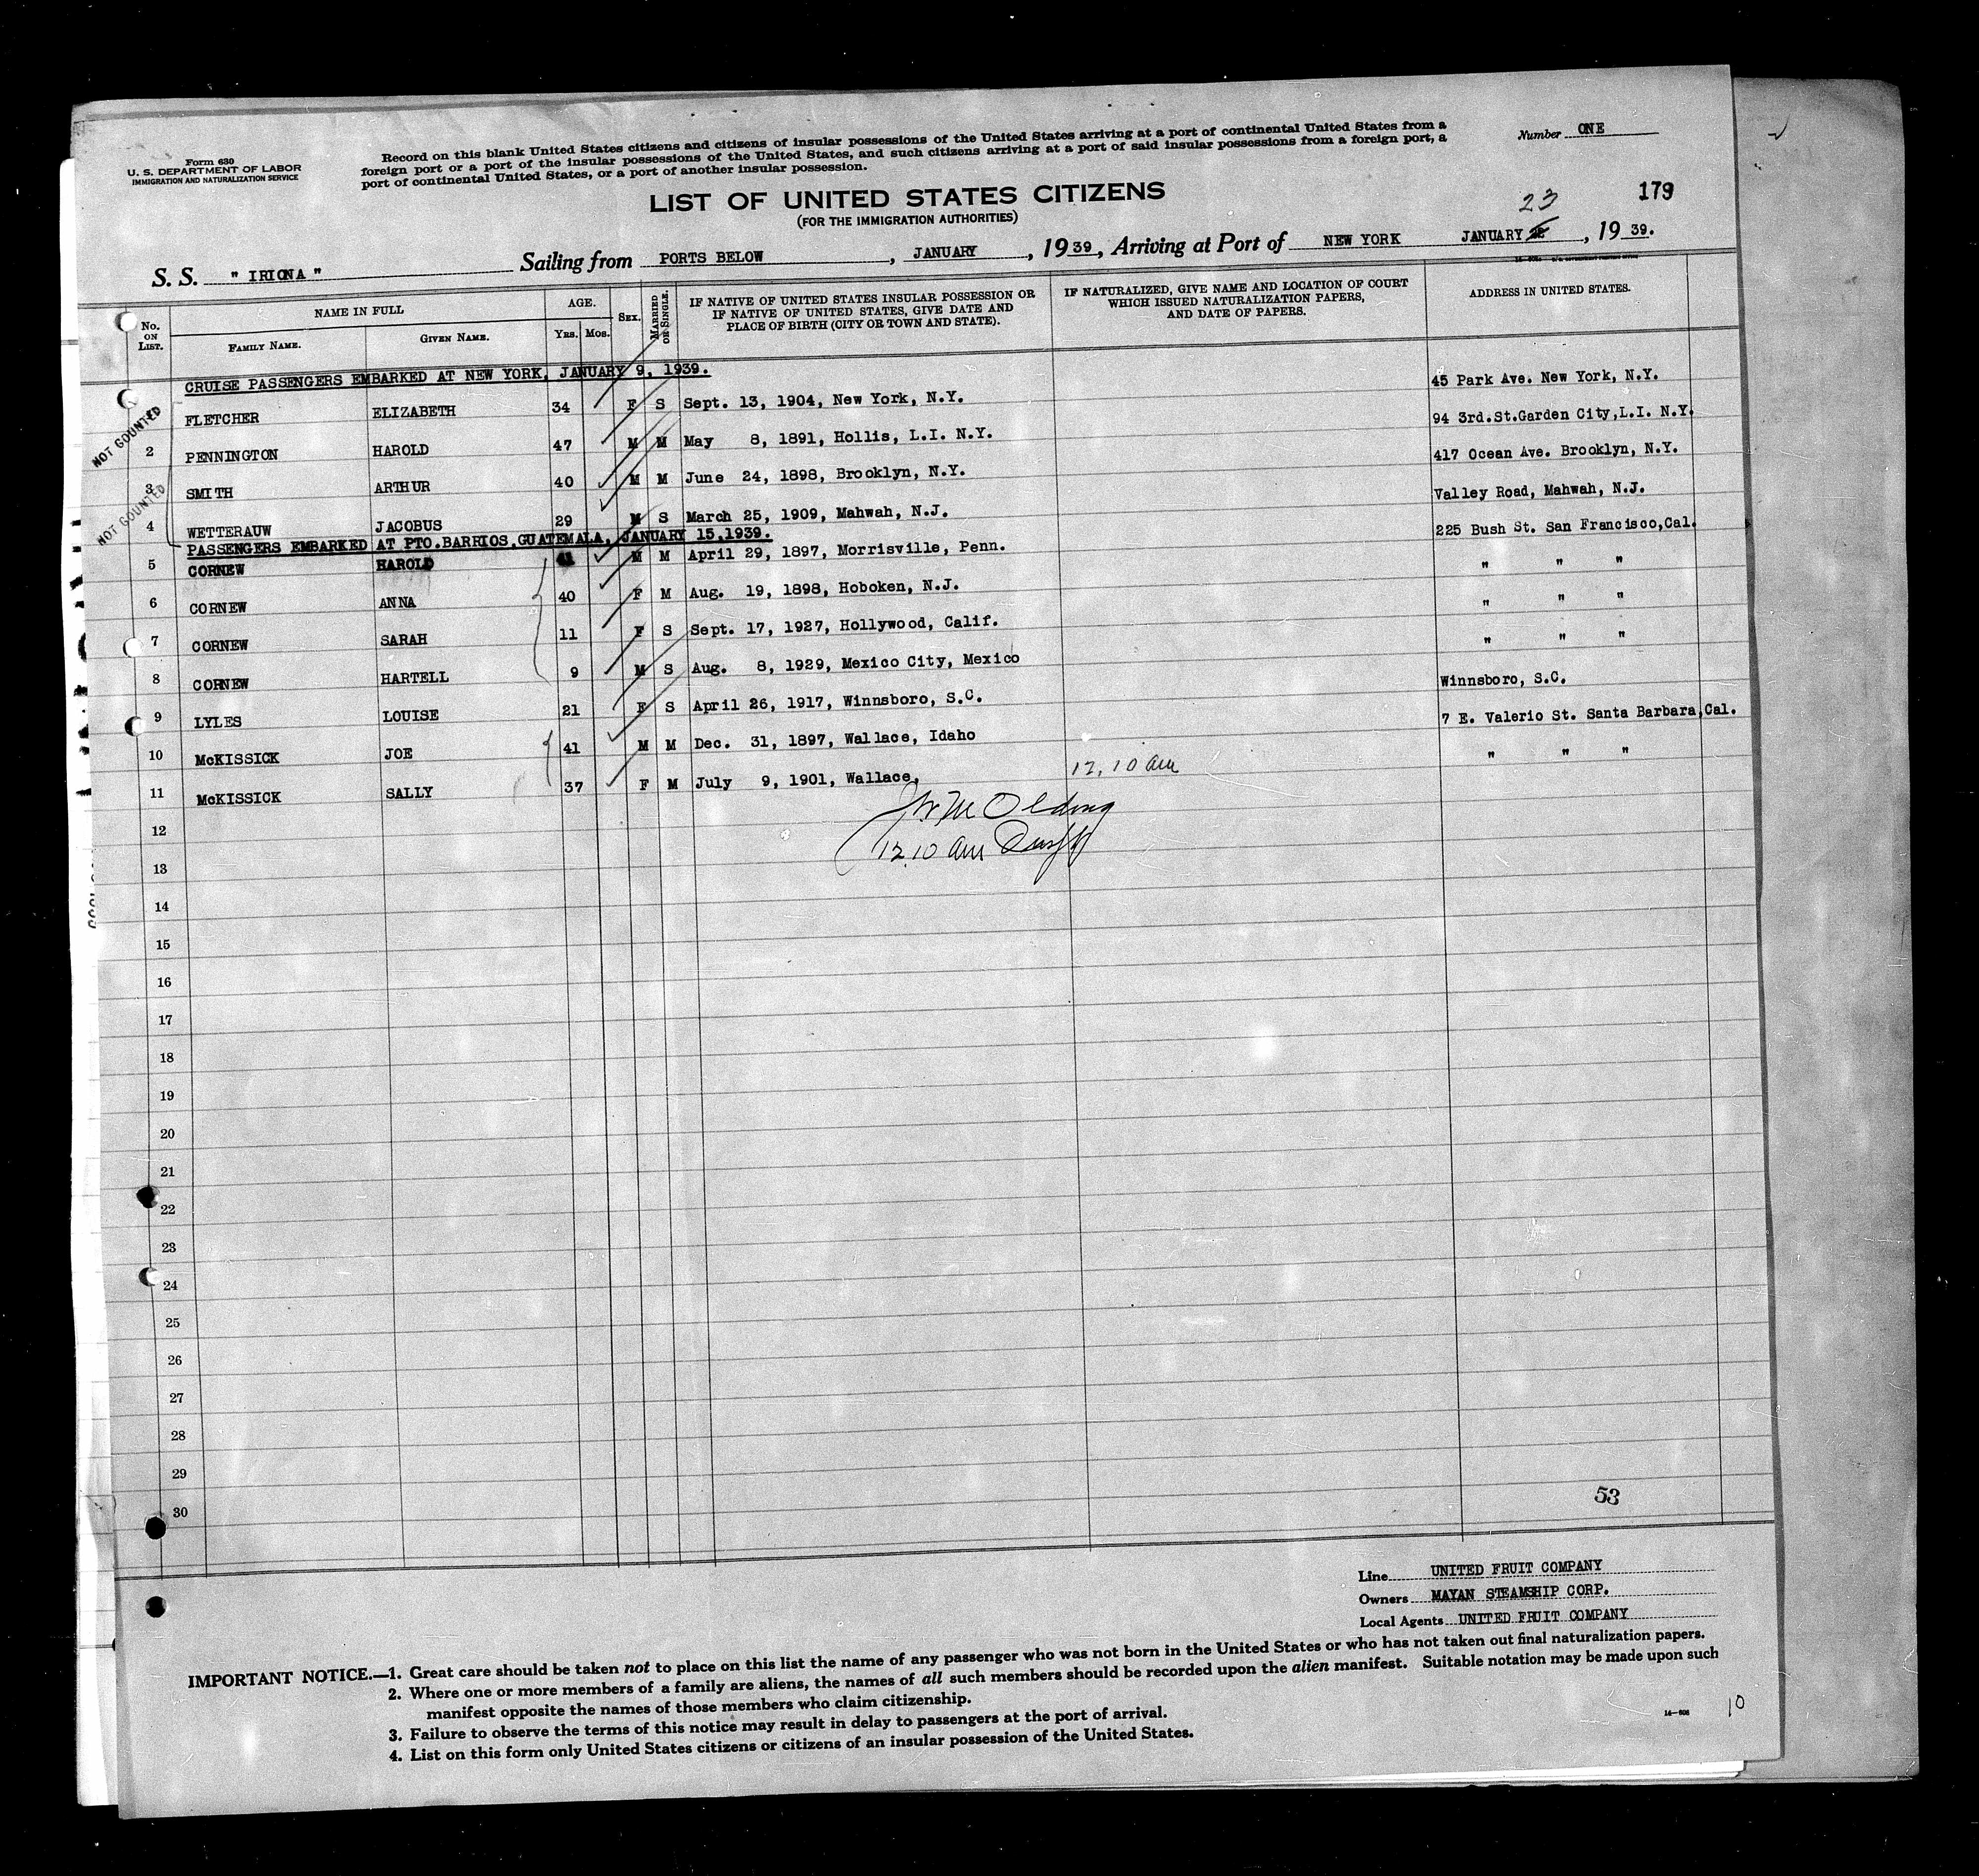 Form 630
U. S. DEPARTMENT OF LABOR
IMMIGRATION AND NATURALIZATION SERVICE
Record on this blank United States citizens and citizens of insular possessions of the United States arriving at a port of continental United States from a
foreign port or a port of the insular possessions of the United States, and such citizens arriving at a port of said insular possessions from a foreign port, a
port of continental United States, or a port of another insular possession.
Number ONE
LIST OF UNITED STATES CITIZENS
(FOR THE IMMIGRATION AUTHORITIES)
23
179
S. S. " IRIONA " Sailing from PORTS BELOW, JANUARY, 1939, Arriving at Port of NEW YORK JANUARY, 1939.
No. ON LIST. NAME IN FULL FAMILY NAME. GIVEN NAME. AGE. YRS. MOS. SEX. MARRIED OR SINGLE. IF NATIVE OF UNITED STATES INSULAR POSSESSION OR IF NATIVE OF UNITED STATES, GIVE DATE AND PLACE OF BIRTH (CITY OR TOWN AND STATE). IF NATURALIZED, GIVE NAME AND LOCATION OF COURT WHICH ISSUED NATURALIZATION PAPERS, AND DATE OF PAPERS. ADDRESS IN UNITED STATES.
CRUISE PASSENGERS EMBARKED AT NEW YORK, JANUARY 9, 1939.
NOT COUNTED
FLETCHER ELIZABETH 34 F S Sept. 13, 1904, New York, N.Y. 45 Park Ave. New York, N.Y.
2 PENNINGTON HAROLD 47 M M May 8, 1891, Hollis, L.I. N.Y. 94 3rd.St.Garden City,L.I. N.Y.
3 SMITH ARTHUR 40 M M June 24, 1898, Brooklyn, N.Y. 417 Ocean Ave. Brooklyn, N.Y.
NOT COUNTED
4 WETTERAUW JACOBUS 29 M S March 25, 1909, Mahwah, N.J. Valley Road, Mahwah, N.J.
PASSENGERS EMBARKED AT PTO.BARRIOS,GUATEMALA, JANUARY 15,1939.
5 CORNEW HAROLD 41 M M April 29, 1897, Morrisville, Penn. 225 Bush St. San Francisco,Cal.
6 CORNEW ANNA 40 F M Aug. 19, 1898, Hoboken, N.J. " " "
7 CORNEW SARAH 11 F S Sept. 17, 1927, Hollywood, Calif. " " "
8 CORNEW HARTELL 9 M S Aug. 8, 1929, Mexico City, Mexico " " "
9 LYLES LOUISE 21 F S April 26, 1917, Winnsboro, S.C. Winnsboro, S.C.
10 McKISSICK JOE 41 M M Dec. 31, 1897, Wallace, Idaho 7 E. Valerio St. Santa Barbara,Cal.
11 McKISSICK SALLY 37 F M July 9, 1901, Wallace, 12,10 am " " "
12
12.10 am
13
14
15
16
17
18
19
20
21
22
23
24
25
26
27
28
29
30
53
Line UNITED FRUIT COMPANY
Owners MAYAN STEAMSHIP CORP.
Local Agents UNITED FRUIT COMPANY
IMPORTANT NOTICE.—1. Great care should be taken not to place on this list the name of any passenger who was not born in the United States or who has not taken out final naturalization papers.
2. Where one or more members of a family are aliens, the names of all such members should be recorded upon the alien manifest. Suitable notation may be made upon such
manifest opposite the names of those members who claim citizenship.
3. Failure to observe the terms of this notice may result in delay to passengers at the port of arrival.
4. List on this form only United States citizens or citizens of an insular possession of the United States.
10